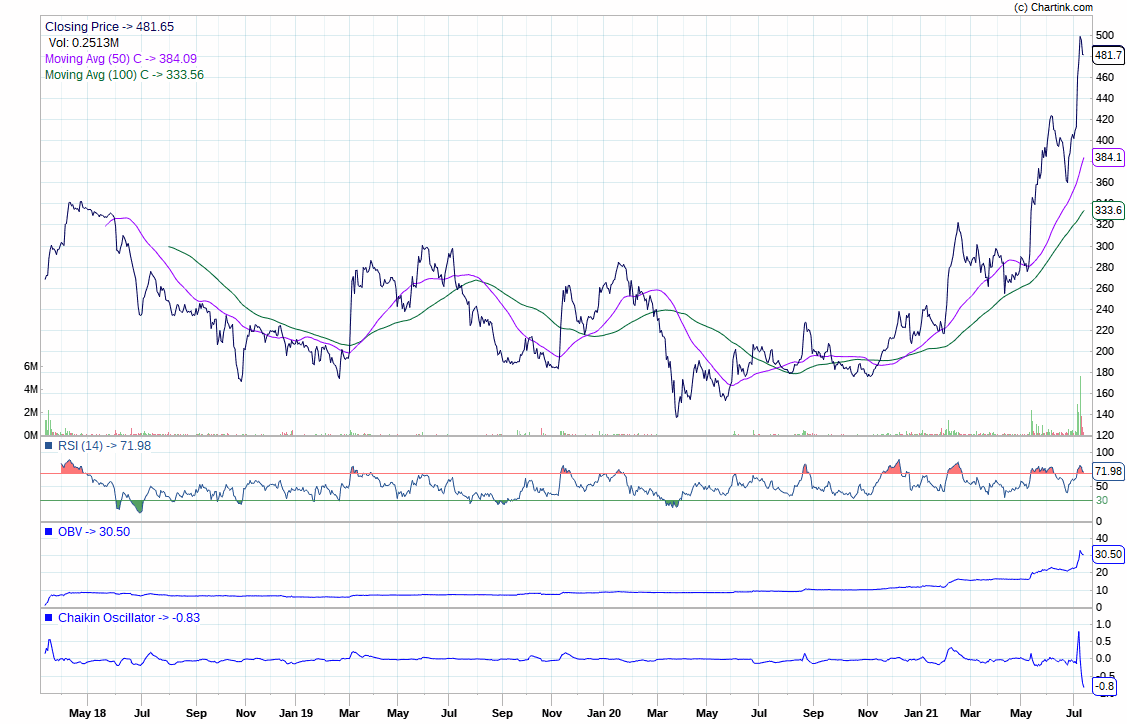 (c) Chartink.com
Closing Price -> 481.65
Vol: 0.2513M
Moving Avg (50) C -> 384.09
Moving Avg (100) C -> 333.56
500
481.7
460
440
420
400
384.1
360
333.6
320
300
280
260
240
220
200
180
160
140
120
6M
4M
2M
0M
RSI (14) -> 71.98
100
71.98
50
30
0
OBV -> 30.50
40
30.50
20
10
0
Chaikin Oscillator -> -0.83
1.0
0.5
0.0
-0.5
-0.8
May 18 Jul Sep Nov Jan 19 Mar May Jul Sep Nov Jan 20 Mar May Jul Sep Nov Jan 21 Mar May Jul